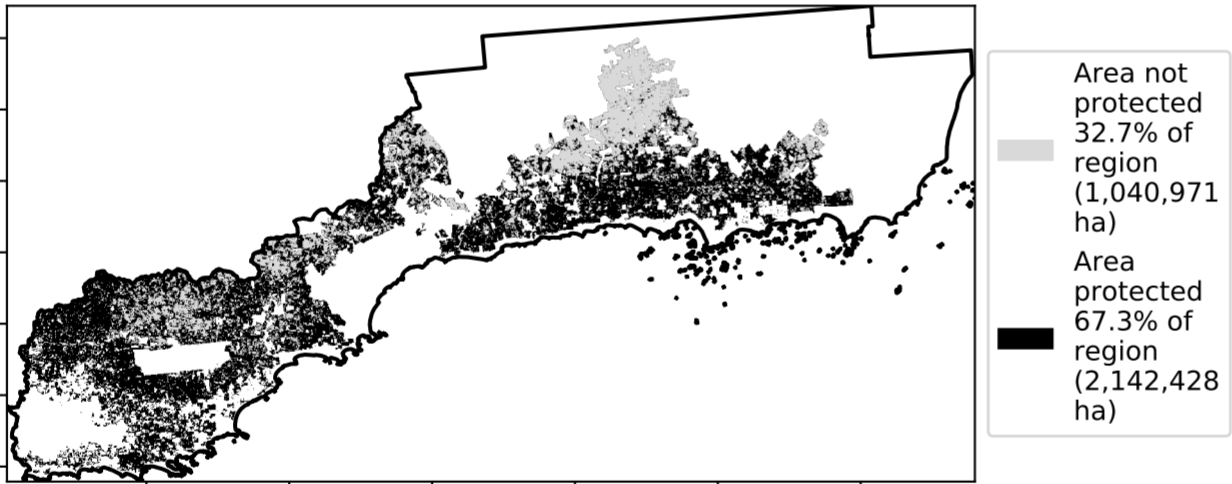 Area not
protected
32.7% of
region
(1,040,971
ha)
Area
protected
67.3% of
region
(2,142,428
ha)